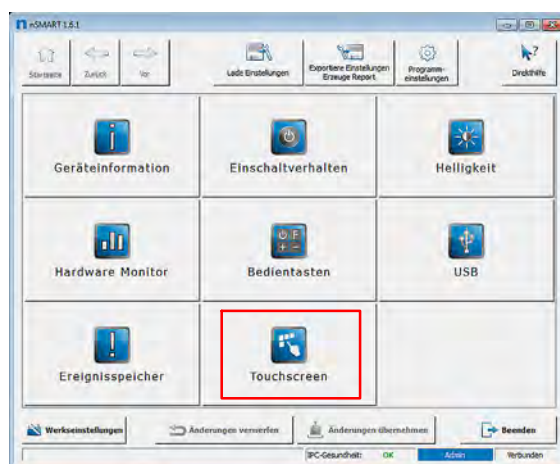 nSMART 1.5.1
Startseite
Zurück
Vor
Lade Einstellungen
Exportiere Einstellungen
Erzeuge Report
Programm-
einstellungen
Direkthilfe
Geräteinformation
Einschaltverhalten
Helligkeit
Hardware Monitor
Bedientasten
USB
Ereignisspeicher
Touchscreen
Werkseinstellungen
Änderungen verwerfen
Änderungen übernehmen
Beenden
IPC-Gesundheit: OK
Admin
Verbunden